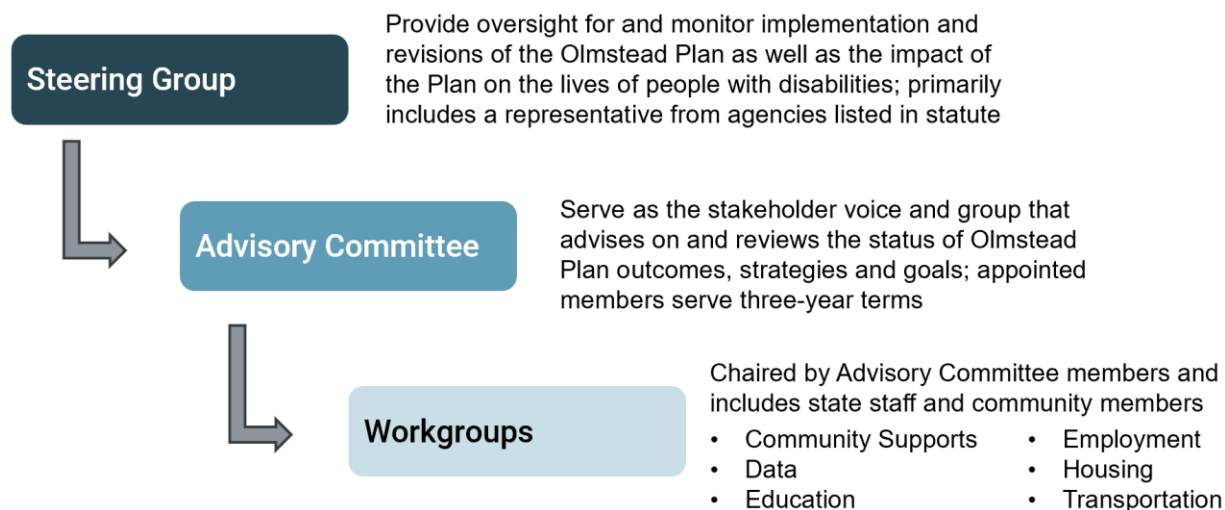 Steering Group
Provide oversight for and monitor implementation and
revisions of the Olmstead Plan as well as the impact of
the Plan on the lives of people with disabilities; primarily
includes a representative from agencies listed in statute
Advisory Committee
Serve as the stakeholder voice and group that
advises on and reviews the status of Olmstead
Plan outcomes, strategies and goals; appointed
members serve three-year terms
Workgroups
Chaired by Advisory Committee members and
includes state staff and community members
• Community Supports
• Data
• Education
• Employment
• Housing
• Transportation